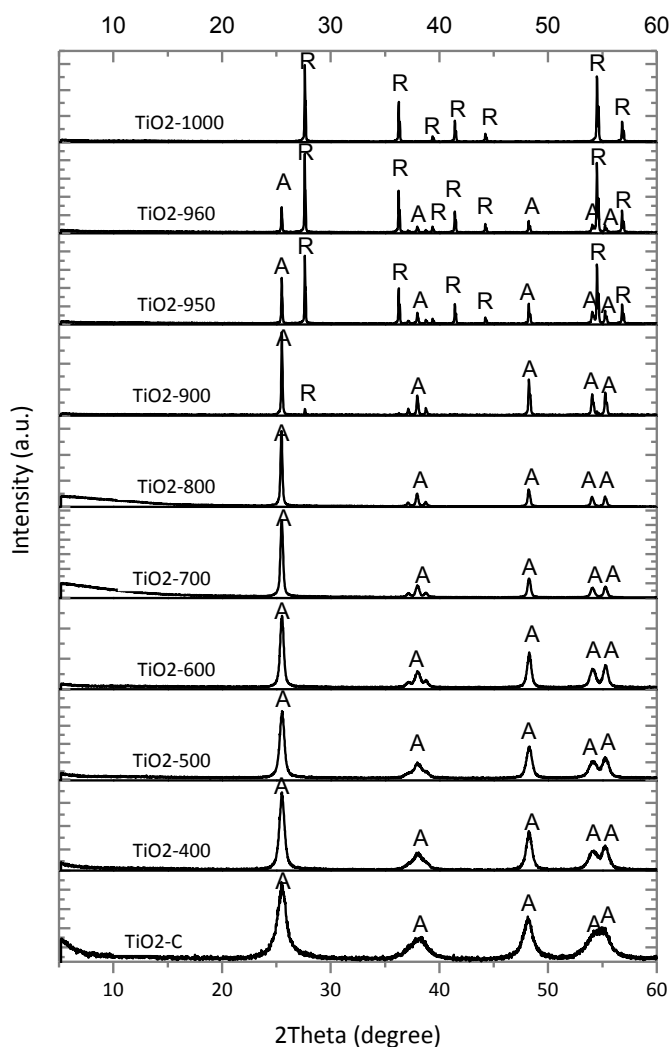 10 20 30 40 50 60
R R R R R R R R
TiO2-1000
A R R A R R R A A R A R
TiO2-960
A R R A R R A A R A R
TiO2-950
A R A A A A
TiO2-900
A A A A A
TiO2-800
A A A A A
TiO2-700
A A A A A
TiO2-600
A A A A A
TiO2-500
A A A A A
TiO2-400
A A A A A
TiO2-C
10 20 30 40 50 60
2Theta (degree)
Intensity (a.u.)